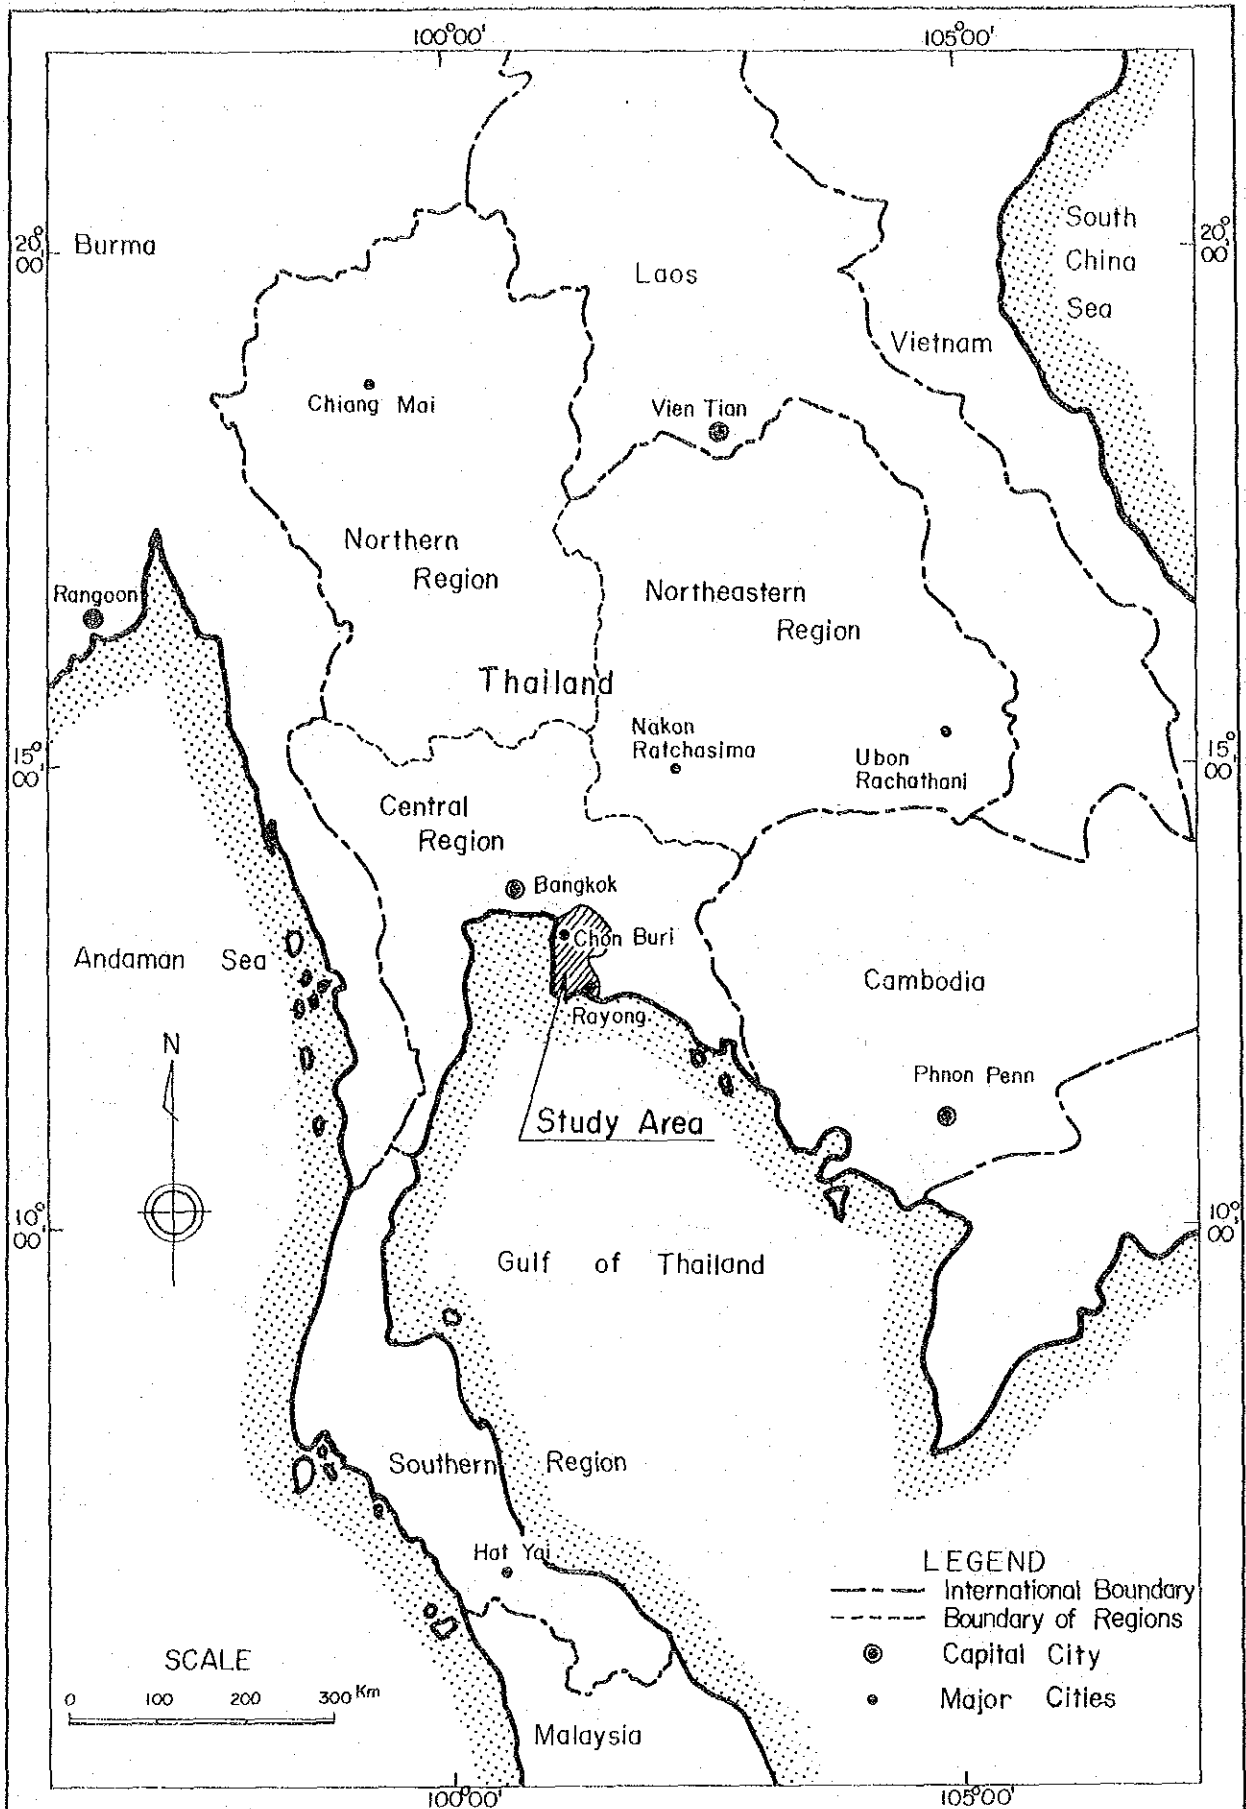 100°00'
105°00'
20°
00'
Burma
South
China
Sea
20°
00'
Laos
Vietnam
Chiang Mai
Vien Tian
Northern
Region
Rangoon
Northeastern
Region
Thailand
Nakon
Ratchasima
Ubon
Rachathani
15°
00'
15°
00'
Central
Region
Bangkok
Chon Buri
Andaman Sea
Cambodia
Rayong
N
Phnon Penn
Study Area
10°
00'
10°
00'
Gulf of Thailand
Southern Region
Hat Yai
LEGEND
International Boundary
Boundary of Regions
Capital City
Major Cities
SCALE
0 100 200 300 Km
Malaysia
100°00'
105°00'